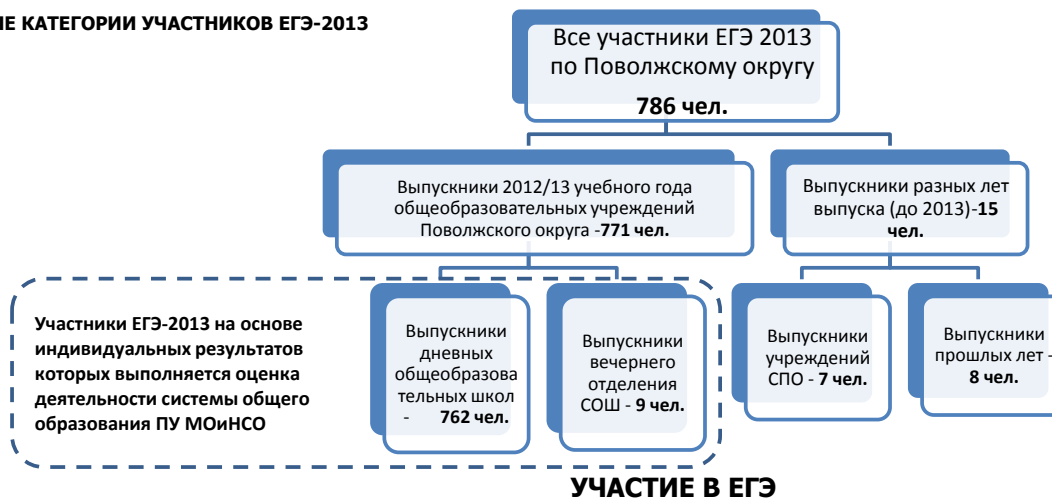 КАТЕГОРИИ УЧАСТНИКОВ ЕГЭ-2013
Все участники ЕГЭ 2013
по Поволжскому округу
786 чел.
Выпускники 2012/13 учебного года
общеобразовательных учреждений
Поволжского округа -771 чел.
Выпускники разных лет
выпуска (до 2013)-15
чел.
Участники ЕГЭ-2013 на основе
индивидуальных результатов
которых выполняется оценка
деятельности системы общего
образования ПУ МОиНСО
Выпускники
дневных
общеобразова
тельных школ
- 762 чел.
Выпускники
вечернего
отделения
СОШ - 9 чел.
Выпускники
учреждений
СПО - 7 чел.
Выпускники
прошлых лет -
8 чел.
УЧАСТИЕ В ЕГЭ